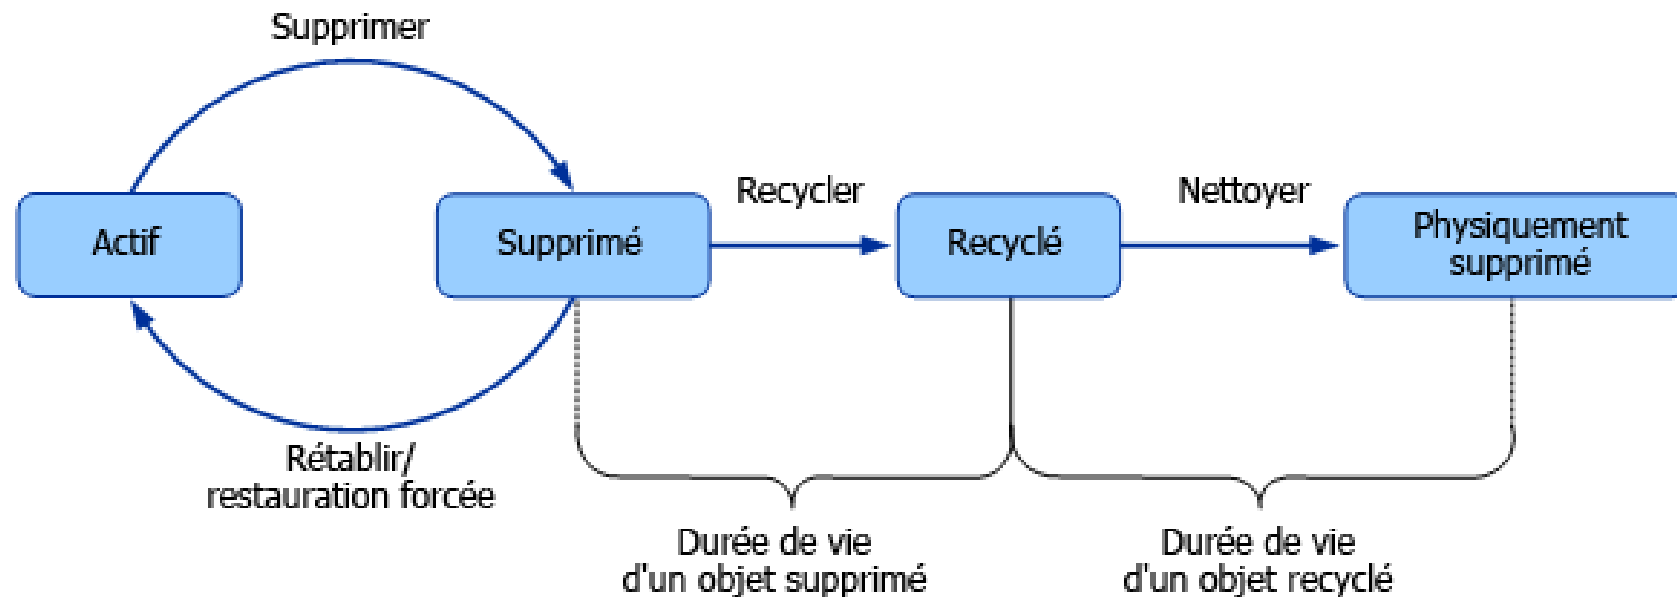 Supprimer
Recycler
Nettoyer
Actif
Supprimé
Recyclé
Physiquement
supprimé
Rétablir/
restauration forcée
Durée de vie
d'un objet supprimé
Durée de vie
d'un objet recyclé